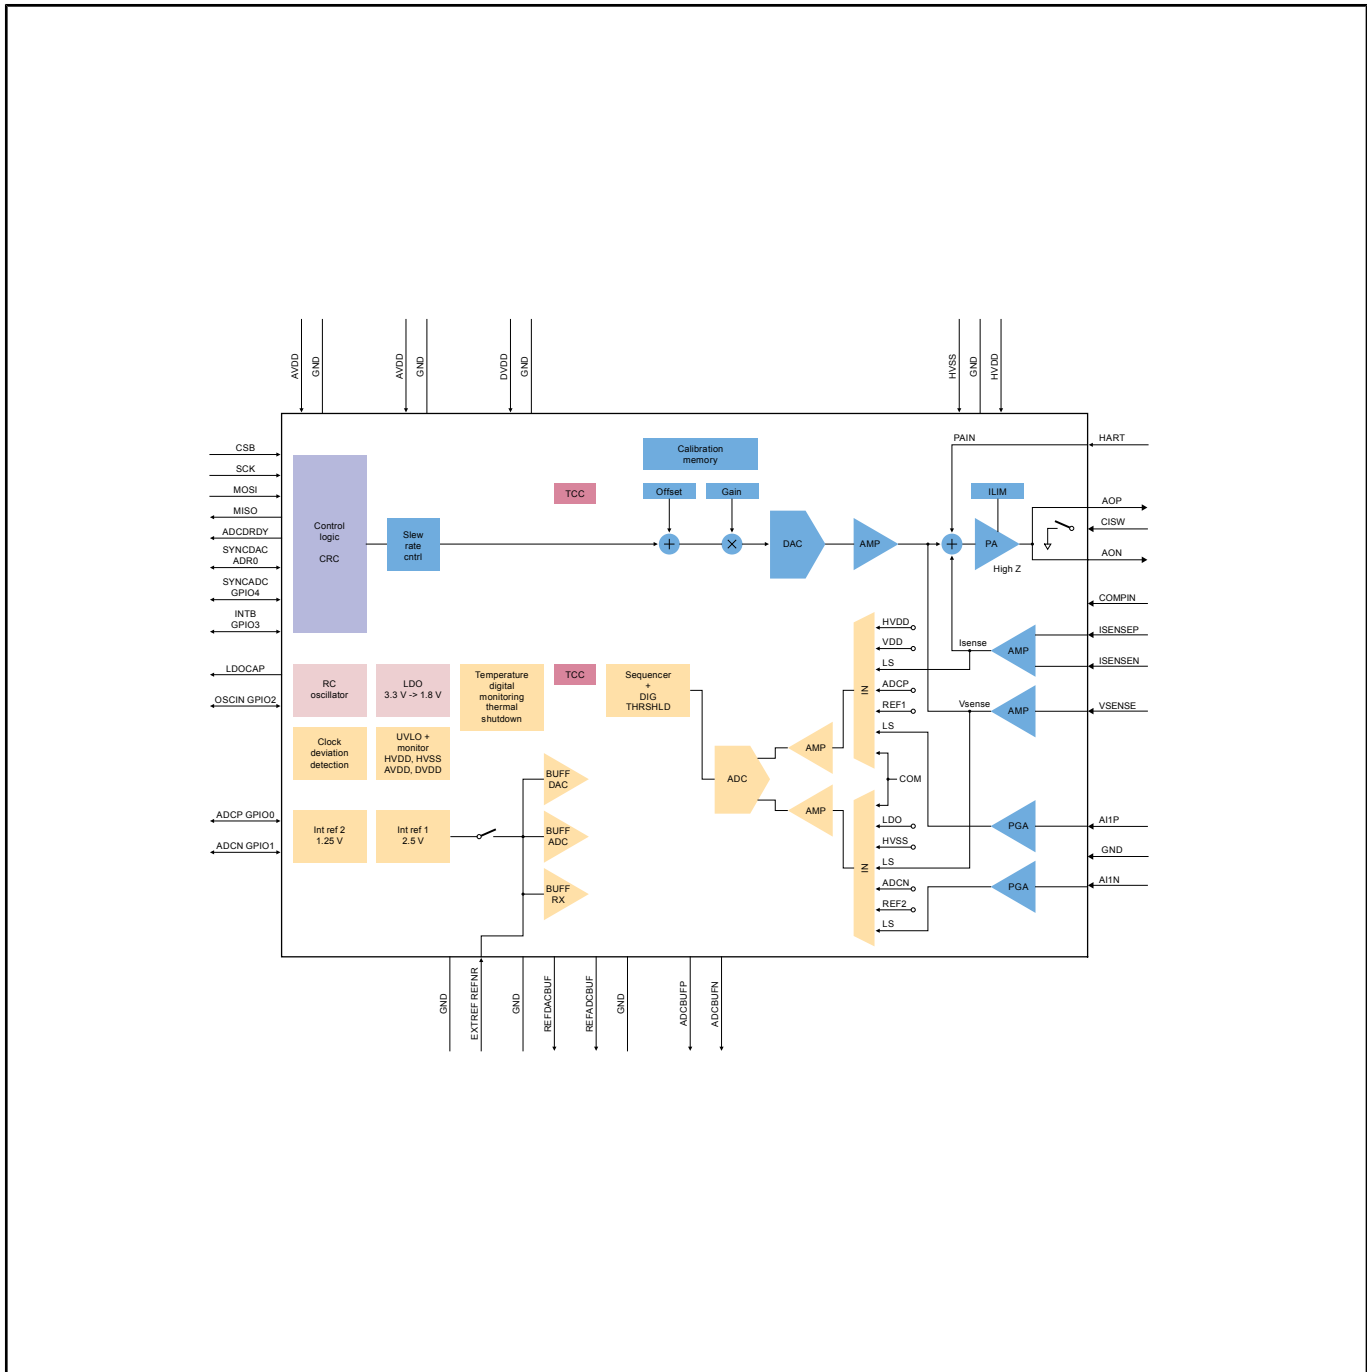 AVDD
GND
AVDD
GND
DVDD
GND
HVSS
GND
HVDD
CSB
SCK
MOSI
MISO
ADCDRDY
SYNCDAC
ADR0
SYNCADC
GPIO4
INTB
GPIO3
LDOCAP
OSCIN GPIO2
ADCP GPIO0
ADCN GPIO1
Control
logic
CRC
Slew
rate
cntrl
TCC
Calibration
memory
Offset
Gain
+
×
DAC
AMP
+
PAIN
ILIM
PA
High Z
HART
AOP
CISW
AON
COMPIN
ISENSEP
ISENSEN
VSENSE
AI1P
GND
AI1N
RC
oscillator
LDO
3.3 V -> 1.8 V
Temperature
digital
monitoring
thermal
shutdown
TCC
Sequencer
+
DIG
THRSHLD
Clock
deviation
detection
UVLO +
monitor
HVDD, HVSS
AVDD, DVDD
Int ref 2
1.25 V
Int ref 1
2.5 V
BUFF
DAC
BUFF
ADC
BUFF
RX
ADC
AMP
AMP
IN
HVDD
VDD
LS
ADCP
REF1
LS
COM
IN
LDO
HVSS
LS
ADCN
REF2
LS
Isense
AMP
Vsense
AMP
PGA
PGA
GND
EXTREF REFNR
GND
REFDACBUF
REFADCBUF
GND
ADCBUFP
ADCBUFN